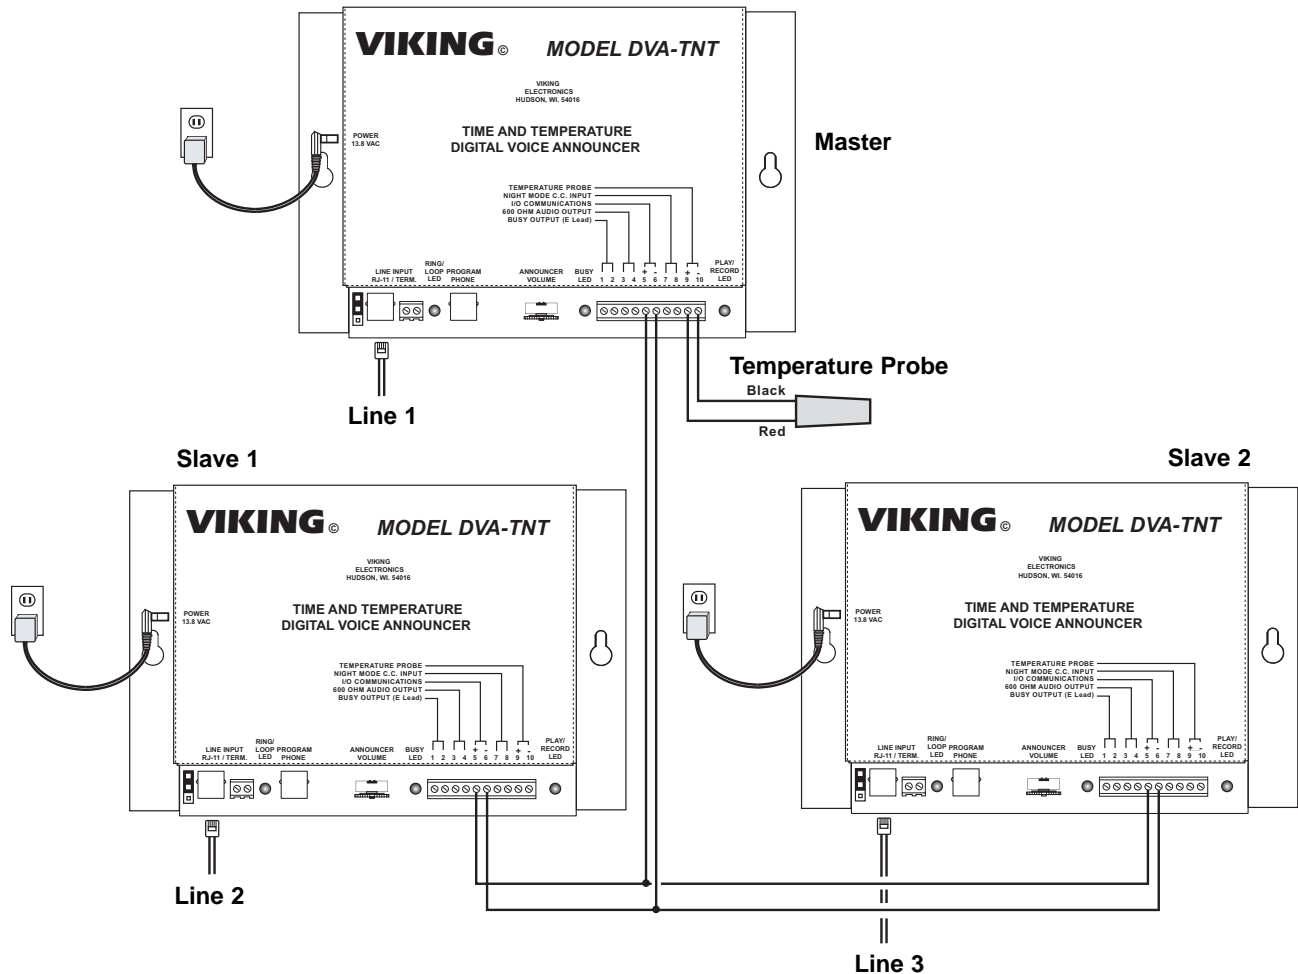 VIKING © MODEL DVA-TNT
VIKING
ELECTRONICS
HUDSON, WI. 54016
POWER
13.8 VAC
TIME AND TEMPERATURE
DIGITAL VOICE ANNOUNCER
Master
TEMPERATURE PROBE
NIGHT MODE C.C. INPUT
I/O COMMUNICATIONS
600 OHM AUDIO OUTPUT
BUSY OUTPUT (E Lead)
LINE INPUT
RJ-11 / TERM.
RING/
LOOP
LED
PROGRAM
PHONE
ANNOUNCER
VOLUME
BUSY
LED
+ - + -
1 2 3 4 5 6 7 8 9 10
PLAY/
RECORD
LED
Line 1
Temperature Probe
Black
Red
Slave 1
VIKING © MODEL DVA-TNT
VIKING
ELECTRONICS
HUDSON, WI. 54016
POWER
13.8 VAC
TIME AND TEMPERATURE
DIGITAL VOICE ANNOUNCER
TEMPERATURE PROBE
NIGHT MODE C.C. INPUT
I/O COMMUNICATIONS
600 OHM AUDIO OUTPUT
BUSY OUTPUT (E Lead)
LINE INPUT
RJ-11 / TERM.
RING/
LOOP
LED
PROGRAM
PHONE
ANNOUNCER
VOLUME
BUSY
LED
+ - + -
1 2 3 4 5 6 7 8 9 10
PLAY/
RECORD
LED
Line 2
Slave 2
VIKING © MODEL DVA-TNT
VIKING
ELECTRONICS
HUDSON, WI. 54016
POWER
13.8 VAC
TIME AND TEMPERATURE
DIGITAL VOICE ANNOUNCER
TEMPERATURE PROBE
NIGHT MODE C.C. INPUT
I/O COMMUNICATIONS
600 OHM AUDIO OUTPUT
BUSY OUTPUT (E Lead)
LINE INPUT
RJ-11 / TERM.
RING/
LOOP
LED
PROGRAM
PHONE
ANNOUNCER
VOLUME
BUSY
LED
+ - + -
1 2 3 4 5 6 7 8 9 10
PLAY/
RECORD
LED
Line 3